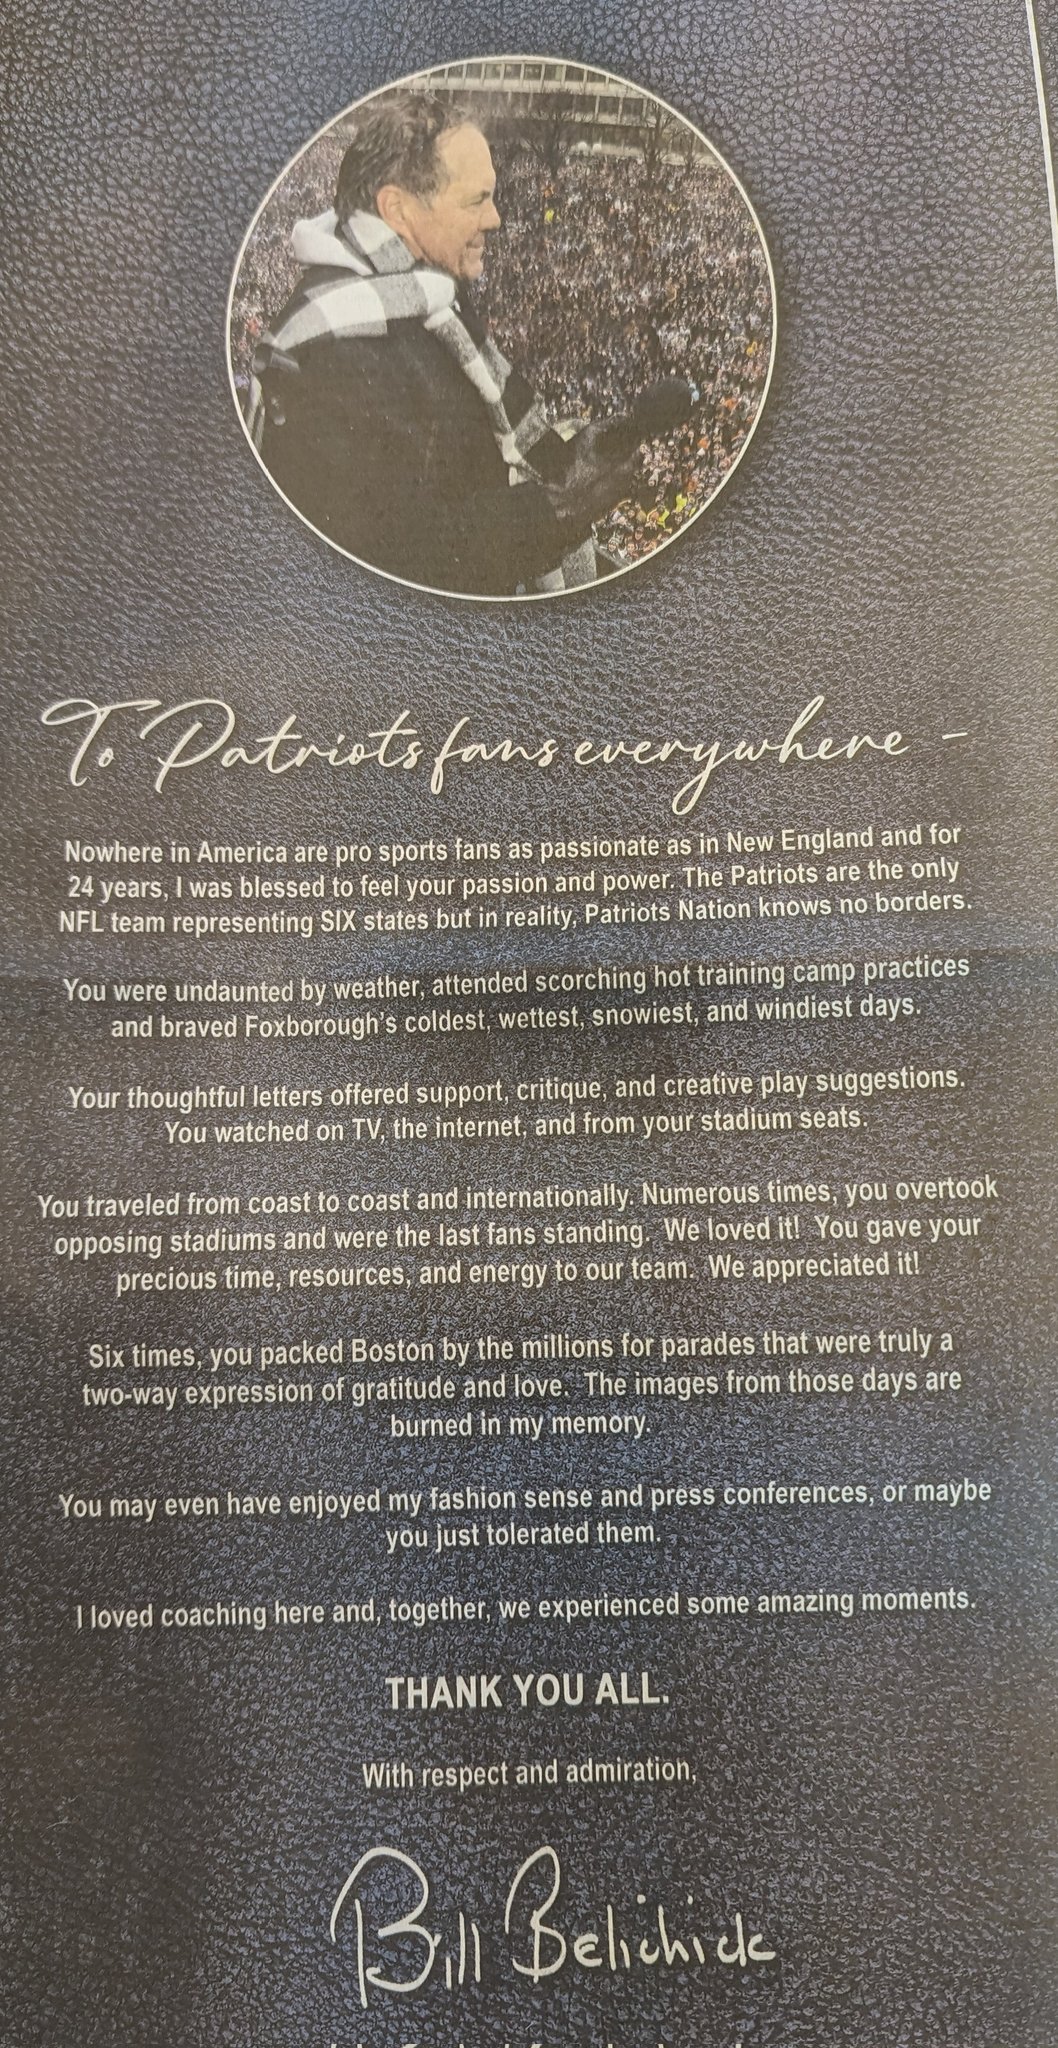 To Patriots fans everywhere -
Nowhere in America are pro sports fans as passionate as in New England and for
24 years, I was blessed to feel your passion and power. The Patriots are the only
NFL team representing SIX states but in reality, Patriots Nation knows no borders.
You were undaunted by weather, attended scorching hot training camp practices
and braved Foxborough's coldest, wettest, snowiest, and windiest days.
Your thoughtful letters offered support, critique, and creative play suggestions.
You watched on TV, the internet, and from your stadium seats.
You traveled from coast to coast and internationally. Numerous times, you overtook
opposing stadiums and were the last fans standing. We loved it! You gave your
precious time, resources, and energy to our team. We appreciated it!
Six times, you packed Boston by the millions for parades that were truly a
two-way expression of gratitude and love. The images from those days are
burned in my memory.
You may even have enjoyed my fashion sense and press conferences, or maybe
you just tolerated them.
I loved coaching here and, together, we experienced some amazing moments.
THANK YOU ALL.
With respect and admiration,
Bill Belichick